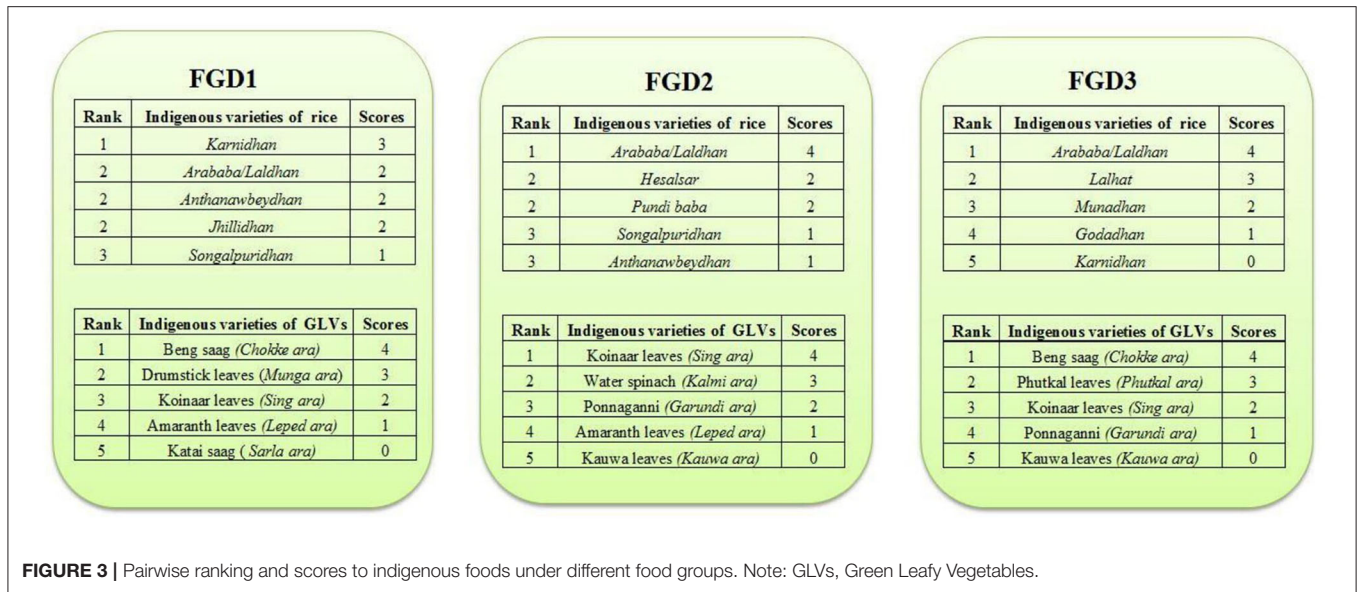 FGD1
Rank Indigenous varieties of rice Scores
1 Karnidhan 3
2 Arababa/Laldhan 2
2 Anthanawbeydhan 2
2 Jhillidhan 2
3 Songalpuridhan 1
Rank Indigenous varieties of GLVs Scores
1 Beng saag (Chokke ara) 4
2 Drumstick leaves (Munga ara) 3
3 Koinaar leaves (Sing ara) 2
4 Amaranth leaves (Leped ara) 1
5 Katai saag ( Sarla ara) 0
FGD2
Rank Indigenous varieties of rice Scores
1 Arababa/Laldhan 4
2 Hesalsar 2
2 Pundi baba 2
3 Songalpuridhan 1
3 Anthanawbeydhan 1
Rank Indigenous varieties of GLVs Scores
1 Koinaar leaves (Sing ara) 4
2 Water spinach (Kalmi ara) 3
3 Ponnaganni (Garundi ara) 2
4 Amaranth leaves (Leped ara) 1
5 Kauwa leaves (Kauwa ara) 0
FGD3
Rank Indigenous varieties of rice Scores
1 Arababa/Laldhan 4
2 Lalhat 3
3 Munadhan 2
4 Godadhan 1
5 Karnidhan 0
Rank Indigenous varieties of GLVs Scores
1 Beng saag (Chokke ara) 4
2 Phutkal leaves (Phutkal ara) 3
3 Koinaar leaves (Sing ara) 2
4 Ponnaganni (Garundi ara) 1
5 Kauwa leaves (Kauwa ara) 0
FIGURE 3 | Pairwise ranking and scores to indigenous foods under different food groups. Note: GLVs, Green Leafy Vegetables.